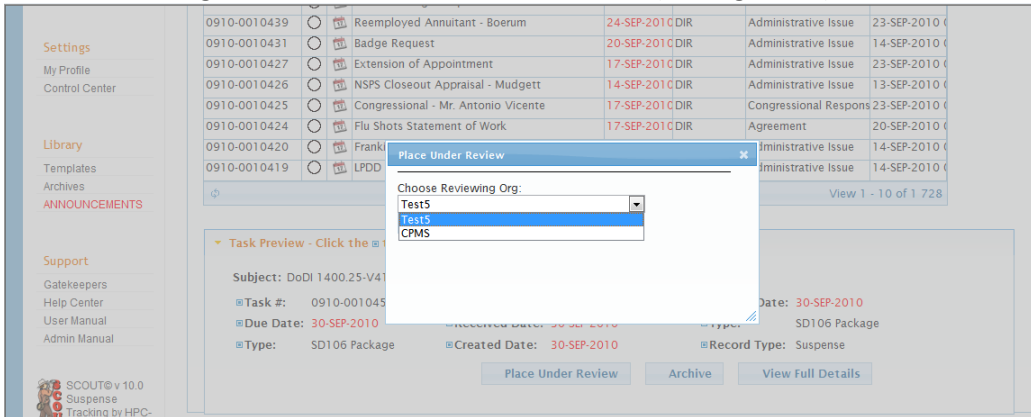 0910-0010439 Reemployed Annuitant - Boerum 24-SEP-2010 DIR Administrative Issue 23-SEP-2010
Settings 0910-0010431 Badge Request 20-SEP-2010 DIR Administrative Issue 14-SEP-2010
My Profile 0910-0010427 Extension of Appointment 17-SEP-2010 DIR Administrative Issue 23-SEP-2010
Control Center 0910-0010426 NSPS Closeout Appraisal - Mudgett 14-SEP-2010 DIR Administrative Issue 13-SEP-2010
0910-0010425 Congressional - Mr. Antonio Vicente 17-SEP-2010 DIR Congressional Respons 23-SEP-2010
0910-0010424 Flu Shots Statement of Work 17-SEP-2010 DIR Agreement 20-SEP-2010
Library 0910-0010420 Franki dministrative Issue 14-SEP-2010
Templates 0910-0010419 LPDD dministrative Issue 14-SEP-2010
Place Under Review
Archives
Choose Reviewing Org:
View 1 - 10 of 1 728
ANNOUNCEMENTS
Test5
Test5
CPMS
Task Preview - Click the
Support
Subject: DoDI 1400.25-V41
Gatekeepers
Help Center Task #: 0910-001045 Date: 30-SEP-2010
User Manual Due Date: 30-SEP-2010 Received Date: 30-SEP-2010 Type: SD106 Package
Admin Manual Type: SD106 Package Created Date: 30-SEP-2010 Record Type: Suspense
Place Under Review Archive View Full Details
SCOUT© v 10.0
Suspense
Tracking by HPC-